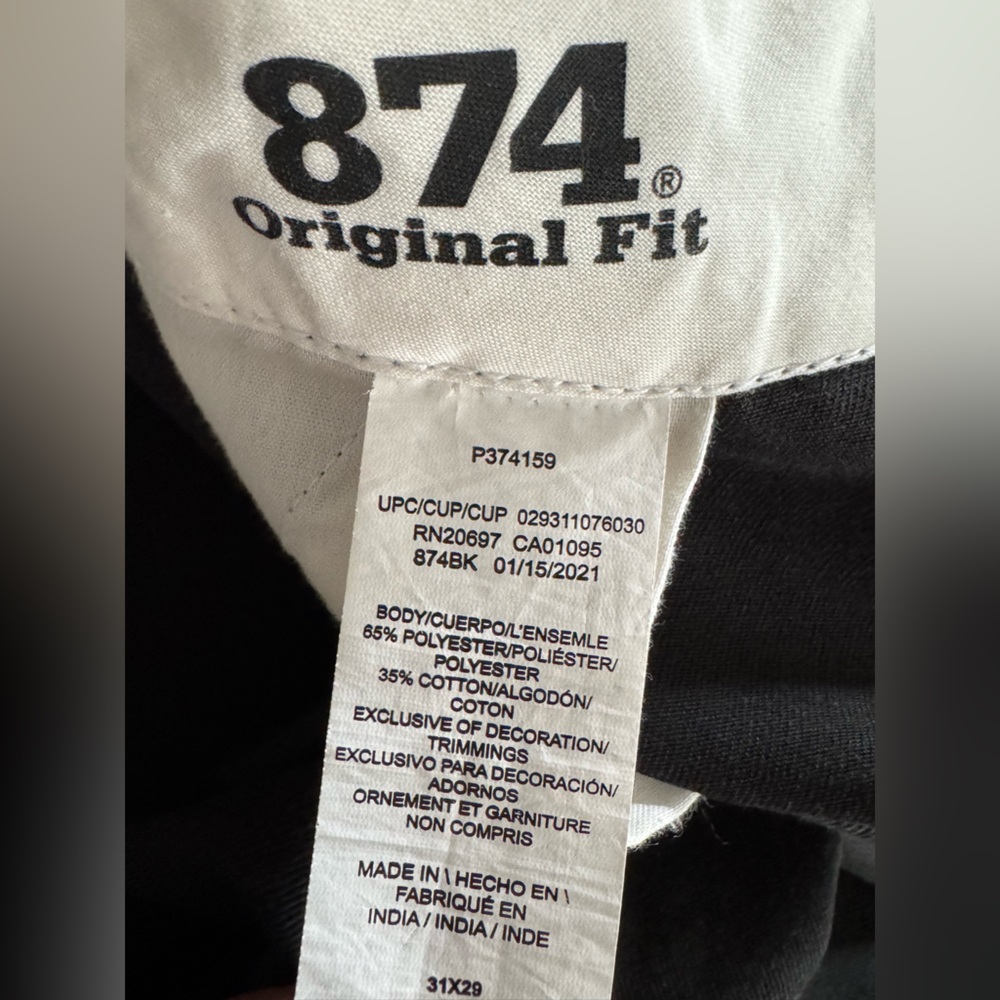 874®
Original Fit
P374159
UPC/CUP/CUP 029311076030
RN20697 CA01095
874BK 01/15/2021
BODY/CUERPO/L'ENSEMLE
65% POLYESTER/POLIÉSTER/
POLYESTER
35% COTTON/ALGODÓN/
COTON
EXCLUSIVE OF DECORATION/
TRIMMINGS
EXCLUSIVO PARA DECORACIÓN/
ADORNOS
ORNEMENT ET GARNITURE
NON COMPRIS
MADE IN \ HECHO EN \
FABRIQUÉ EN
INDIA / INDIA / INDE
31X29